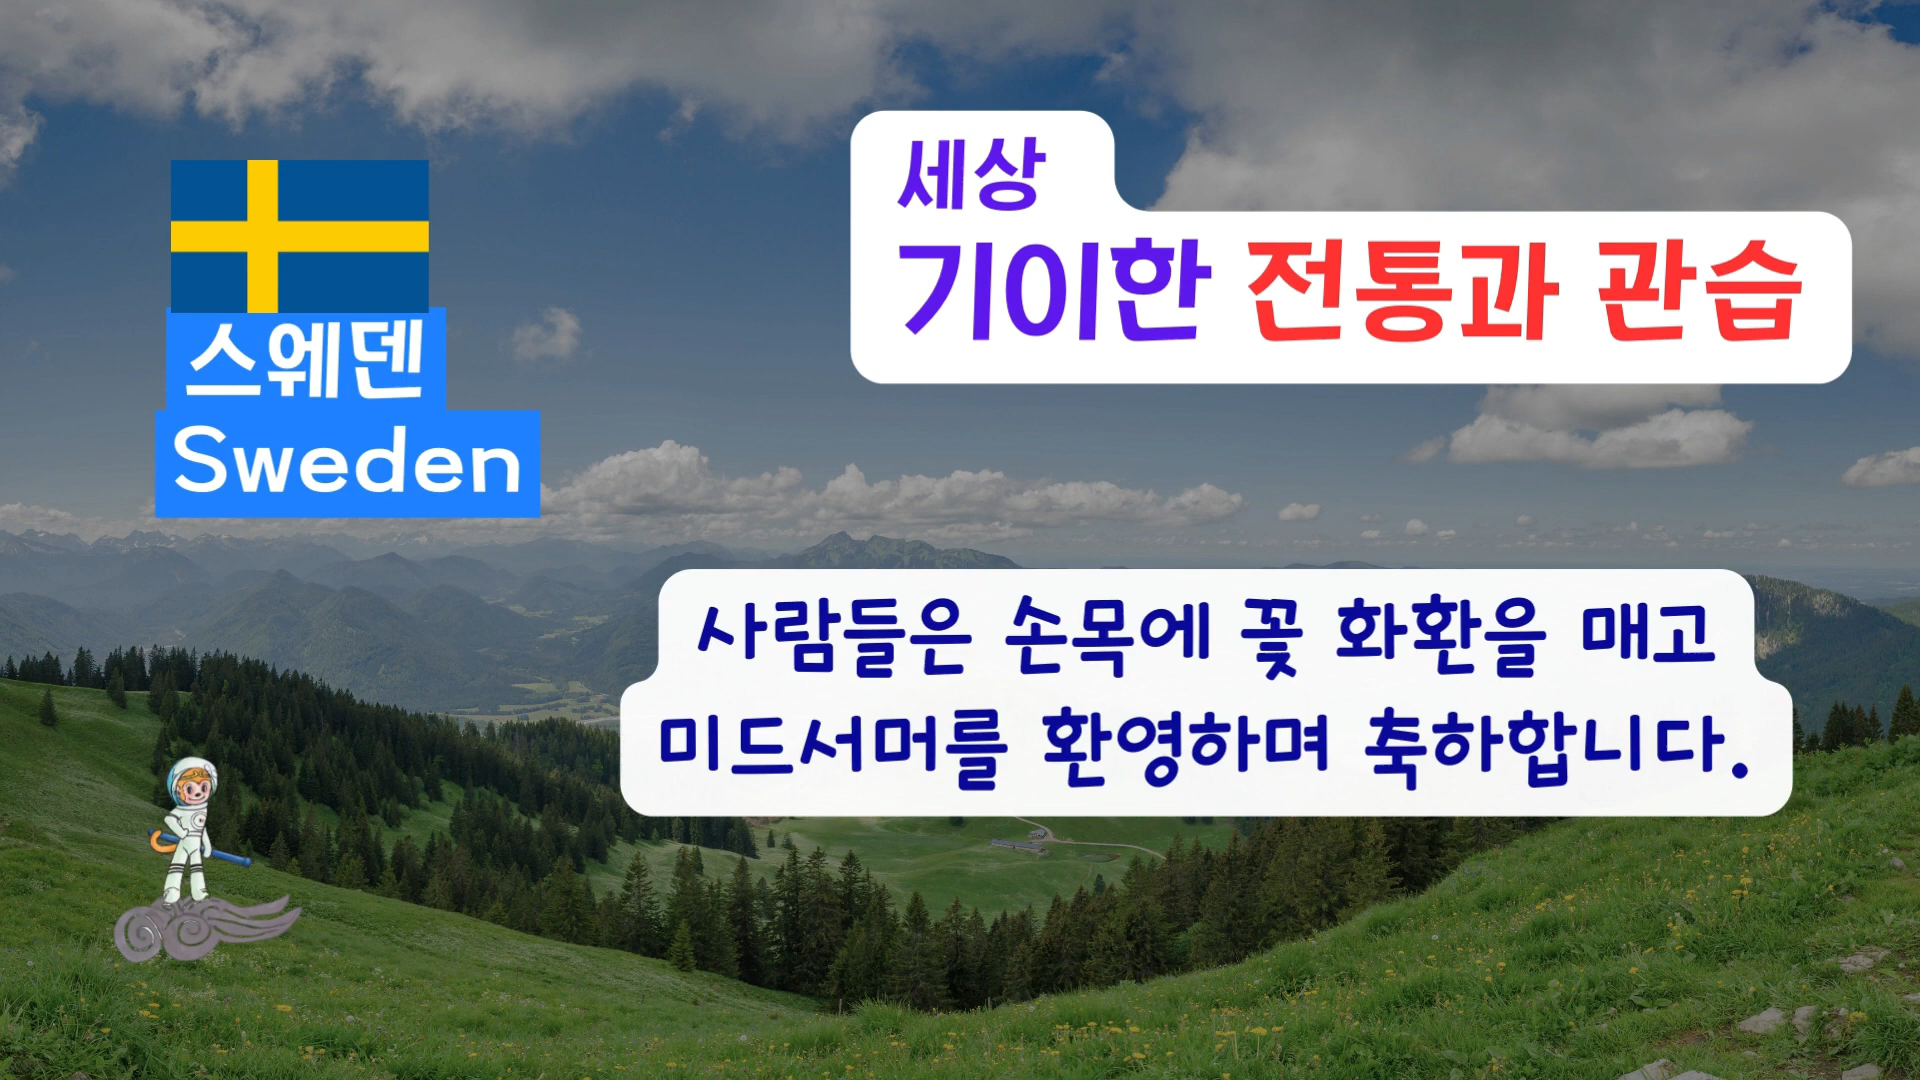 세상
기이한 전통과 관습
스웨덴
Sweden
사람들은 손목에 꽃 화환을 매고
미드서머를 환영하며 축하합니다.